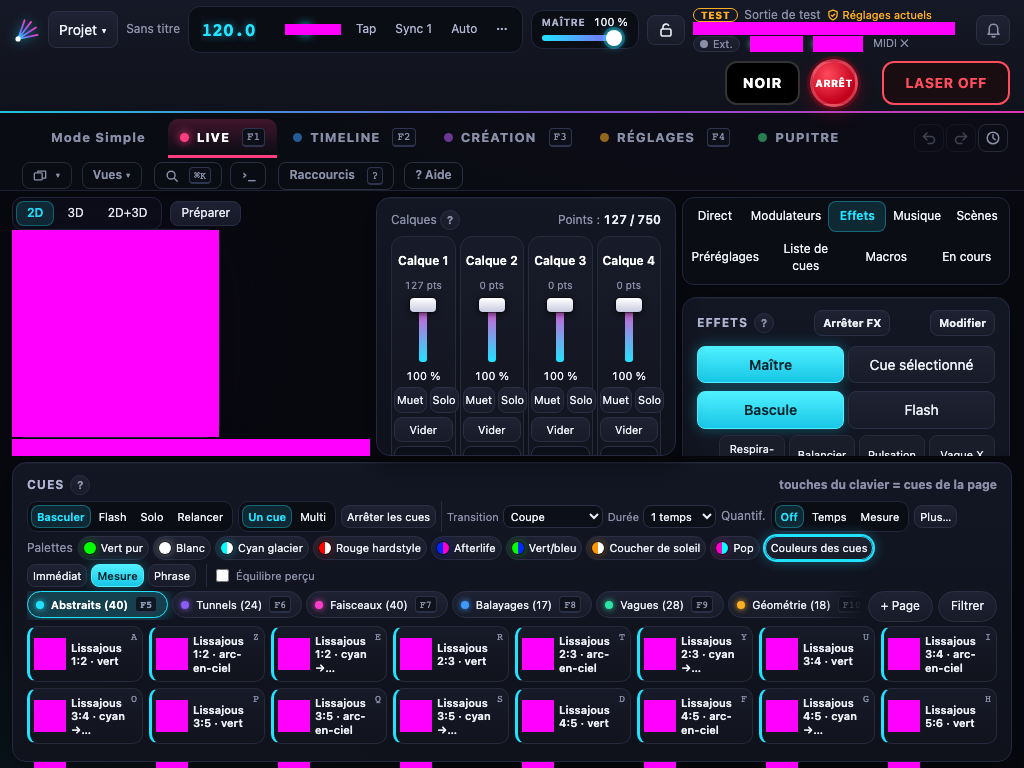 Projet ▾ Sans titre 120.0 Tap Sync 1 Auto ··· MAÎTRE 100 % TEST Sortie de test Réglages actuels
Ext. MIDI ✕
NOIR ARRÊT LASER OFF
Mode Simple LIVE F1 TIMELINE F2 CRÉATION F3 RÉGLAGES F4 PUPITRE
▾ Vues ▾ ⌘K ›_ Raccourcis ? ? Aide
2D 3D 2D+3D Préparer
Calques ? Points : 127 / 750
Calque 1 Calque 2 Calque 3 Calque 4
127 pts 0 pts 0 pts 0 pts
100 % 100 % 100 % 100 %
Muet Solo Muet Solo Muet Solo Muet Solo
Vider Vider Vider Vider
Direct Modulateurs Effets Musique Scènes
Préréglages Liste de cues Macros En cours
EFFETS ? Arrêter FX Modifier
Maître Cue sélectionné
Bascule Flash
Respira- Balancier Pulsation Vague X
CUES ? touches du clavier = cues de la page
Basculer Flash Solo Relancer Un cue Multi Arrêter les cues Transition Coupe Durée 1 temps Quantif. Off Temps Mesure Plus...
Palettes Vert pur Blanc Cyan glacier Rouge hardstyle Afterlife Vert/bleu Coucher de soleil Pop Couleurs des cues
Immédiat Mesure Phrase Équilibre perçu
Abstraits (40) F5 Tunnels (24) F6 Faisceaux (40) F7 Balayages (17) F8 Vagues (28) F9 Géométrie (18) F10 + Page Filtrer
Lissajous 1:2 · vert A
Lissajous 1:2 · arc-en-ciel Z
Lissajous 1:2 · cyan →... E
Lissajous 2:3 · vert R
Lissajous 2:3 · arc-en-ciel T
Lissajous 2:3 · cyan →... Y
Lissajous 3:4 · vert U
Lissajous 3:4 · arc-en-ciel I
Lissajous 3:4 · cyan →... O
Lissajous 3:5 · vert P
Lissajous 3:5 · arc-en-ciel Q
Lissajous 3:5 · cyan →... S
Lissajous 4:5 · vert D
Lissajous 4:5 · arc-en-ciel F
Lissajous 4:5 · cyan →... G
Lissajous 5:6 · vert H